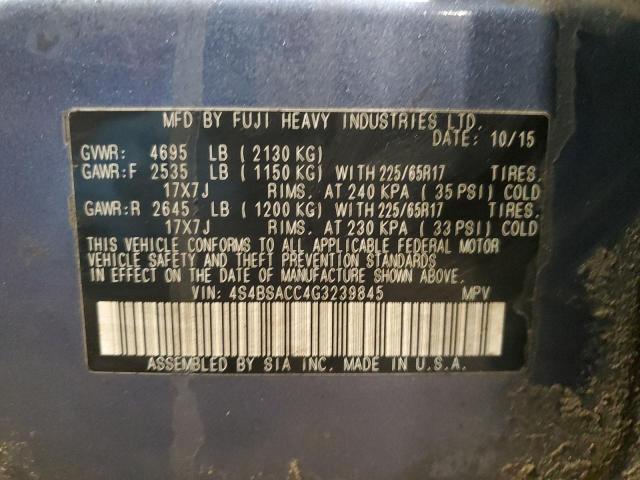 MFD BY FUJI HEAVY INDUSTRIES LTD.
DATE: 10/15
GVWR: 4695 LB ( 2130 KG)
GAWR:F 2535 LB ( 1150 KG) WITH 225/65R17 TIRES.
17X7J RIMS. AT 240 KPA ( 35 PSI) COLD
GAWR:R 2645 LB ( 1200 KG) WITH 225/65R17 TIRES.
17X7J RIMS. AT 230 KPA ( 33 PSI) COLD
THIS VEHICLE CONFORMS TO ALL APPLICABLE FEDERAL MOTOR
VEHICLE SAFETY AND THEFT PREVENTION STANDARDS
IN EFFECT ON THE DATE OF MANUFACTURE SHOWN ABOVE.
VIN: 4S4BSACC4G3239845 MPV
ASSEMBLED BY SIA INC. MADE IN U.S.A.